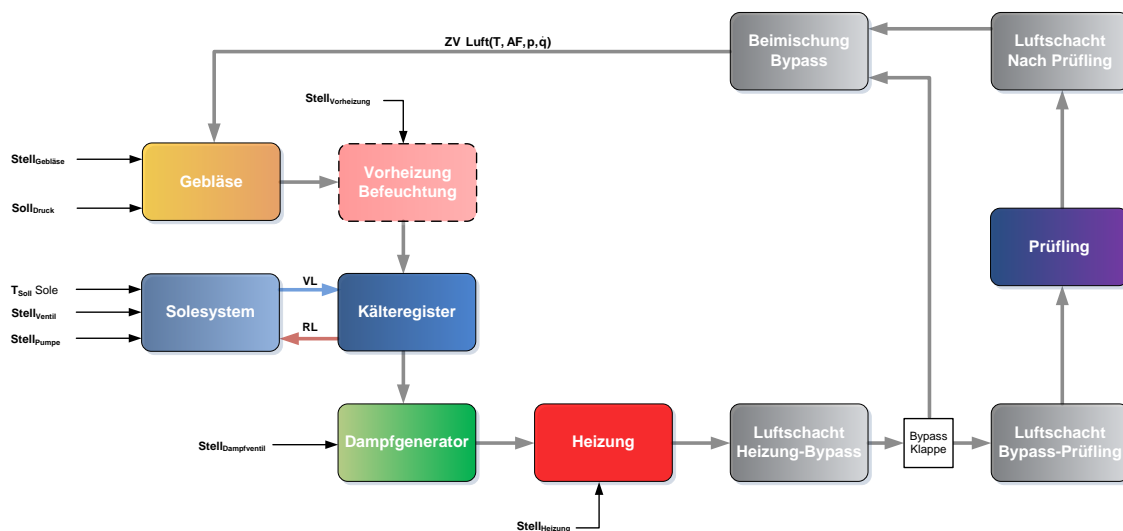 ZV Luft(T, AF, p, q̇)
Beimischung
Bypass
Luftschacht
Nach Prüfling
Stell Vorheizung
Stell Gebläse
Soll Druck
Gebläse
Vorheizung
Befeuchtung
Prüfling
T Soll Sole
Stell Ventil
Stell Pumpe
Solesystem
VL
RL
Kälteregister
Stell Dampfventil
Dampfgenerator
Heizung
Luftschacht
Heizung-Bypass
Bypass
Klappe
Luftschacht
Bypass-Prüfling
Stell Heizung